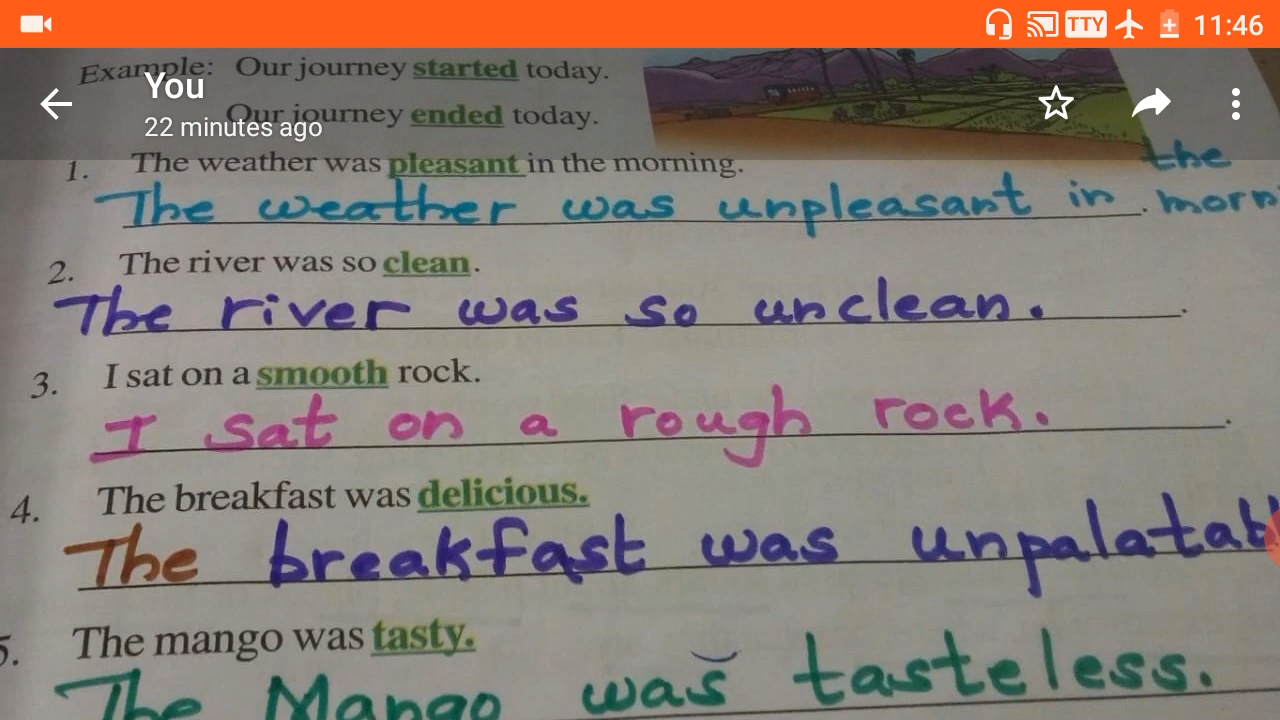 TTY 11:46
Example: Our journey started today.
You
22 minutes ago
Our journey ended today.
1. The weather was pleasant in the morning.
the
The weather was unpleasant in . morn
2. The river was so clean.
The river was so unclean. .
3. I sat on a smooth rock.
I sat on a rough rock. .
4. The breakfast was delicious.
The breakfast was unpalatab
5. The mango was tasty.
The Mango was tasteless.